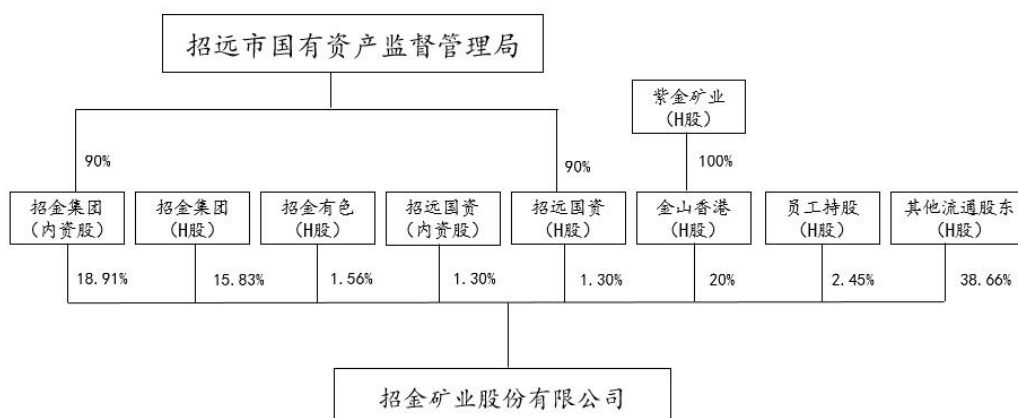 招远市国有资产监督管理局
紫金矿业
（H股）
90%
90%
100%
招金集团
（内资股）
招金集团
（H股）
招金有色
（H股）
招远国资
（内资股）
招远国资
（H股）
金山香港
（H股）
员工持股
（H股）
其他流通股东
（H股）
18.91%
15.83%
1.56%
1.30%
1.30%
20%
2.45%
38.66%
招金矿业股份有限公司